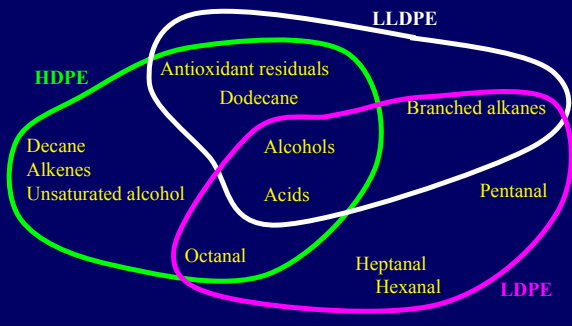 LLDPE
HDPE
Antioxidant residuals
Dodecane
Branched alkanes
Decane
Alkenes
Unsaturated alcohol
Alcohols
Acids
Pentanal
Octanal
Heptanal
Hexanal
LDPE